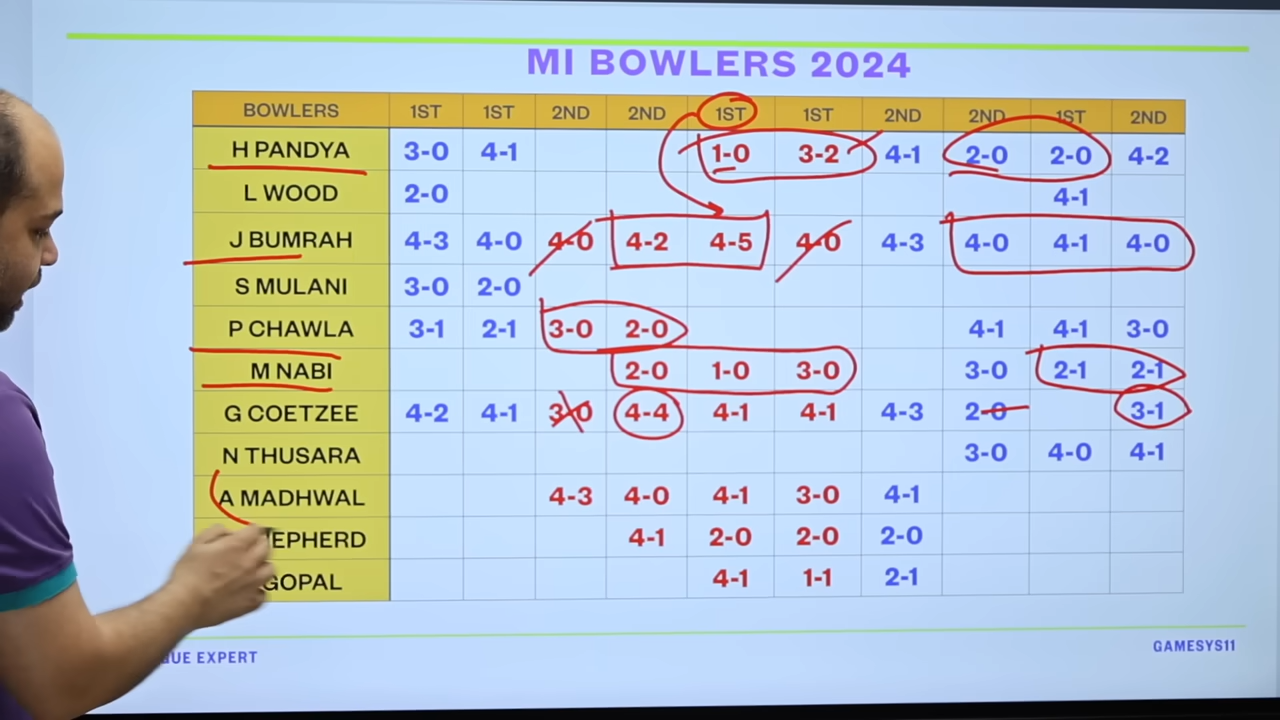 MI BOWLERS 2024
BOWLERS 1ST 1ST 2ND 2ND 1ST 1ST 2ND 2ND 1ST 2ND
H PANDYA 3-0 4-1 1-0 3-2 4-1 2-0 2-0 4-2
L WOOD 2-0 4-1
J BUMRAH 4-3 4-0 4-0 4-2 4-5 4-0 4-3 4-0 4-1 4-0
S MULANI 3-0 2-0
P CHAWLA 3-1 2-1 3-0 2-0 4-1 4-1 3-0
M NABI 2-0 1-0 3-0 3-0 2-1 2-1
G COETZEE 4-2 4-1 3-0 4-4 4-1 4-1 4-3 2-0 3-1
N THUSARA 3-0 4-0 4-1
A MADHWAL 4-3 4-0 4-1 3-0 4-1
EPHERD 4-1 2-0 2-0 2-0
GOPAL 4-1 1-1 2-1
UE EXPERT GAMESYS11